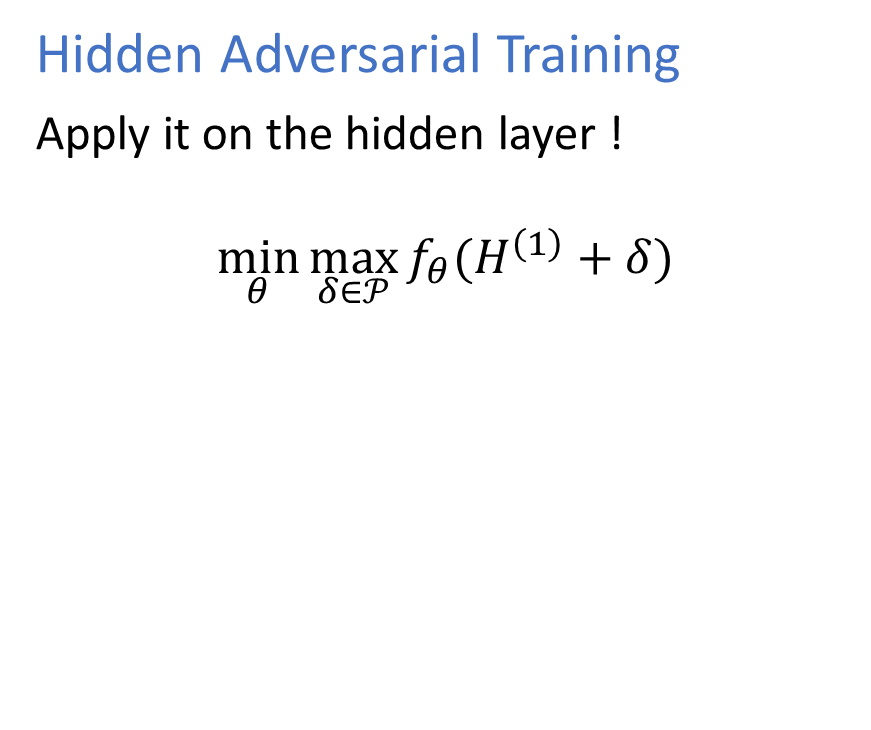 Hidden Adversarial Training
Apply it on the hidden layer !
min max f_θ(H^(1) + δ)
θ δ∈𝒫